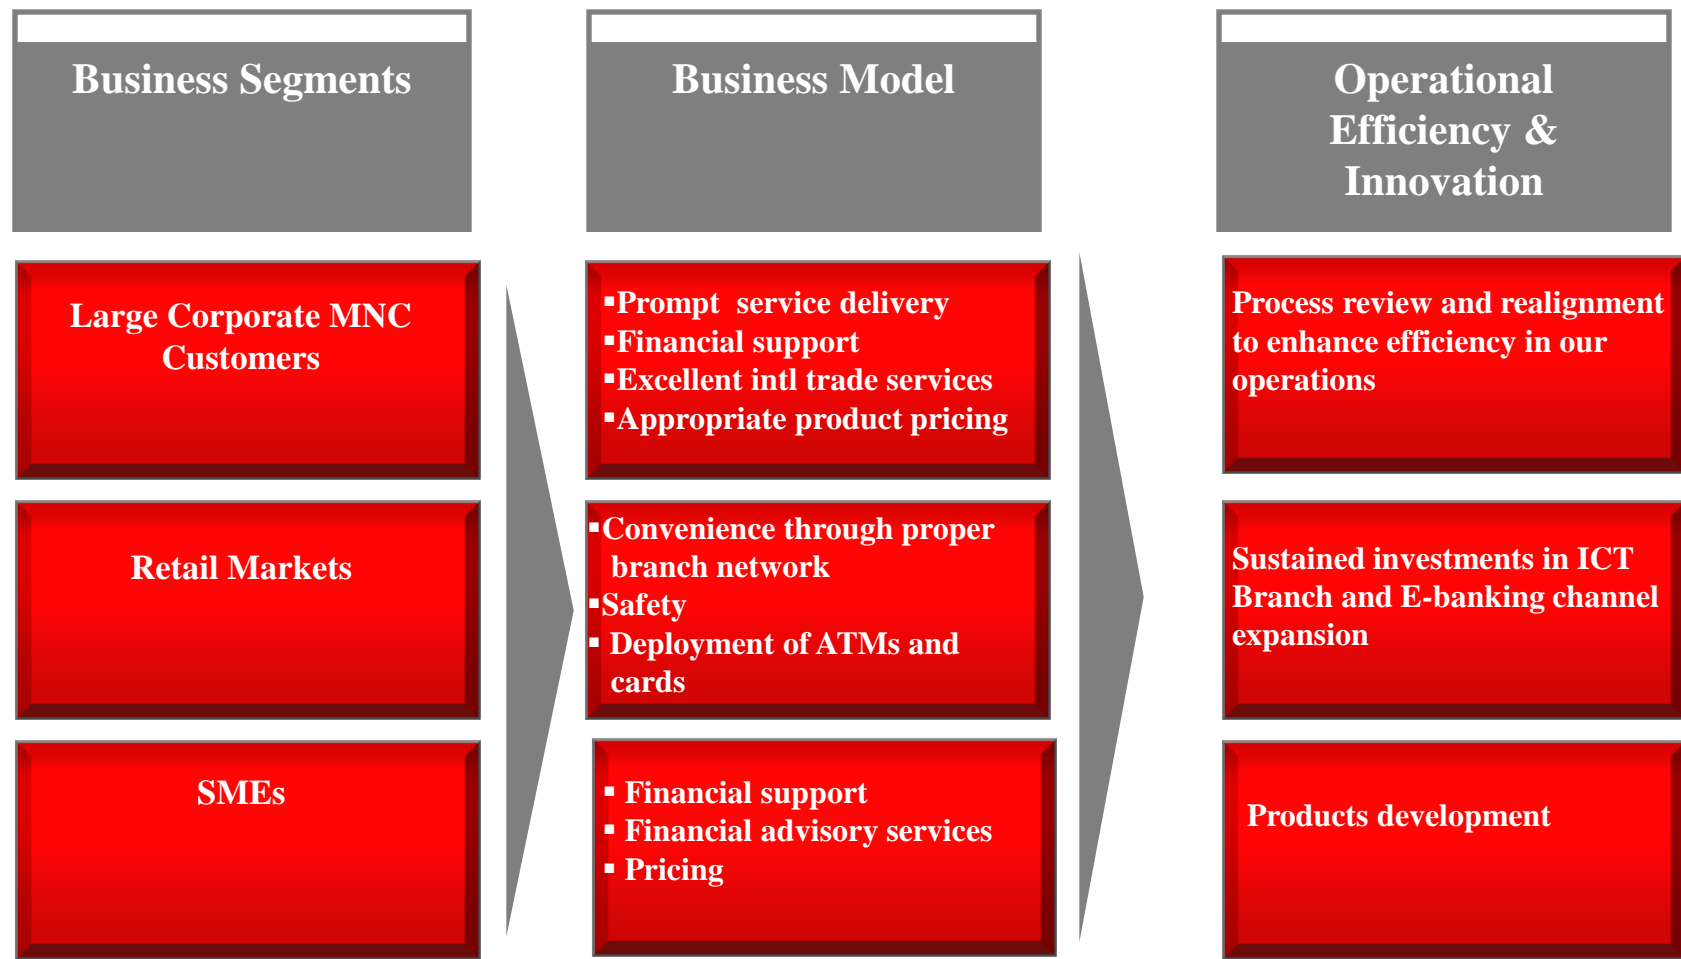 Business Segments
Business Model
Operational
Efficiency &
Innovation
Large Corporate MNC
Customers
▪Prompt  service delivery
▪Financial support
▪Excellent intl trade services
▪Appropriate product pricing
Process review and realignment
to enhance efficiency in our
operations
Retail Markets
▪Convenience through proper
branch network
▪Safety
▪ Deployment of ATMs and
cards
Sustained investments in ICT
Branch and E-banking channel
expansion
SMEs
▪ Financial support
▪ Financial advisory services
▪ Pricing
Products development